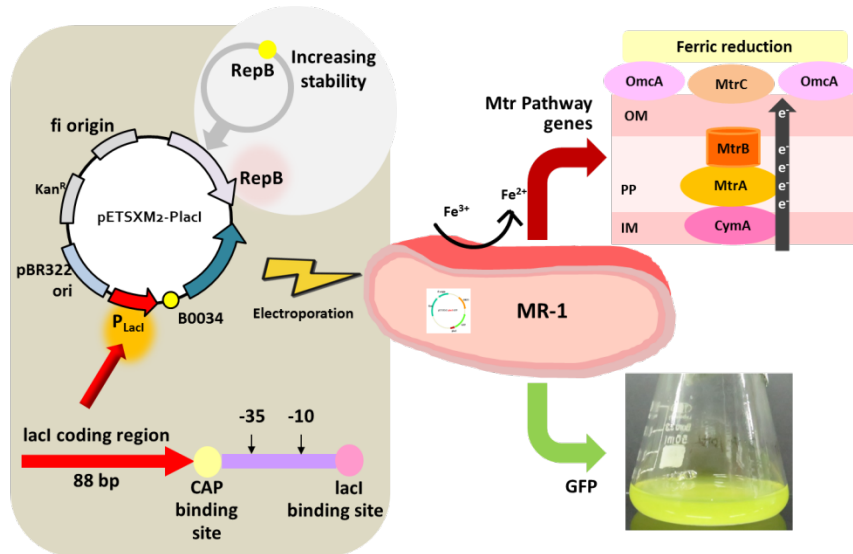 RepB
Increasing
stability
fi origin
Kan^R
RepB
pETSXM2-PlacI
pBR322
ori
P_LacI
B0034
lacI coding region
88 bp
-35
-10
CAP
binding
site
lacI
binding site
Electroporation
Fe³⁺
Fe²⁺
MR-1
Mtr Pathway
genes
GFP
Ferric reduction
OmcA
MtrC
OmcA
OM
e⁻
MtrB
e⁻
PP
MtrA
e⁻
e⁻
IM
CymA